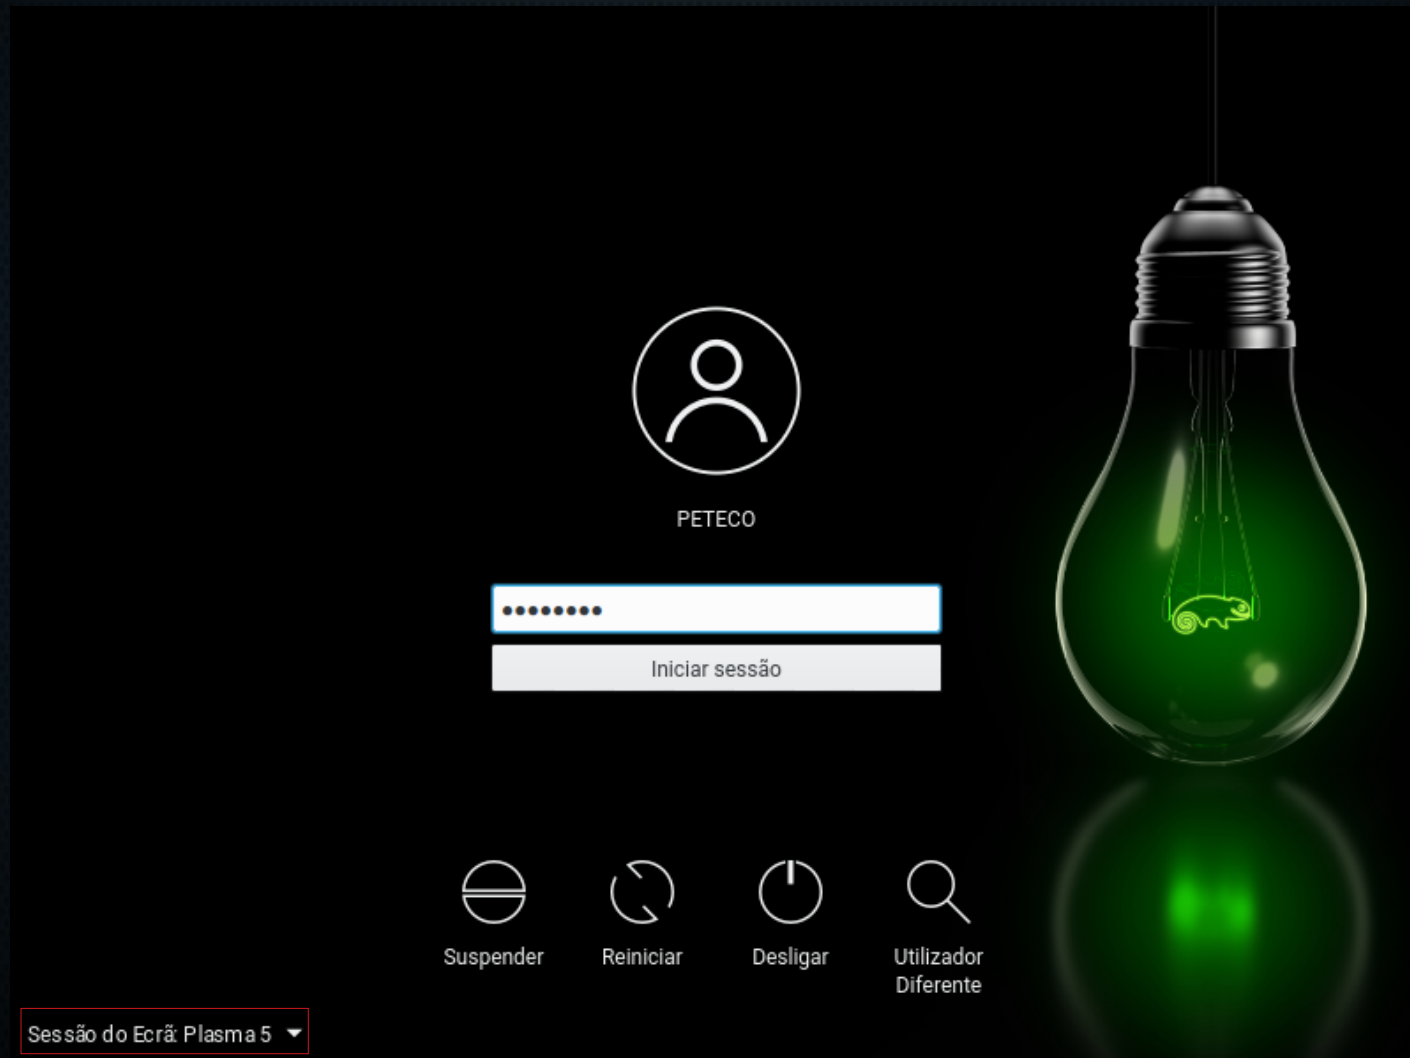 PETECO
••••••••
Iniciar sessão
Suspender
Reiniciar
Desligar
Utilizador
Diferente
Sessão do Ecrã: Plasma 5